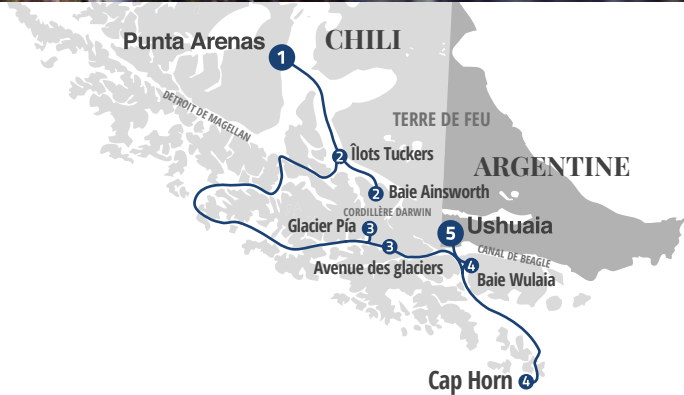 Punta Arenas
CHILI
1
DETROIT DE MAGELLAN
TERRE DE FEU
2 Îlots Tuckers
ARGENTINE
2 Baie Ainsworth
CORDILLÈRE DARWIN
Glacier Pía 3
5 Ushuaia
3
Avenue des glaciers
CANAL DE BEAGLE
4
Baie Wulaia
Cap Horn 4